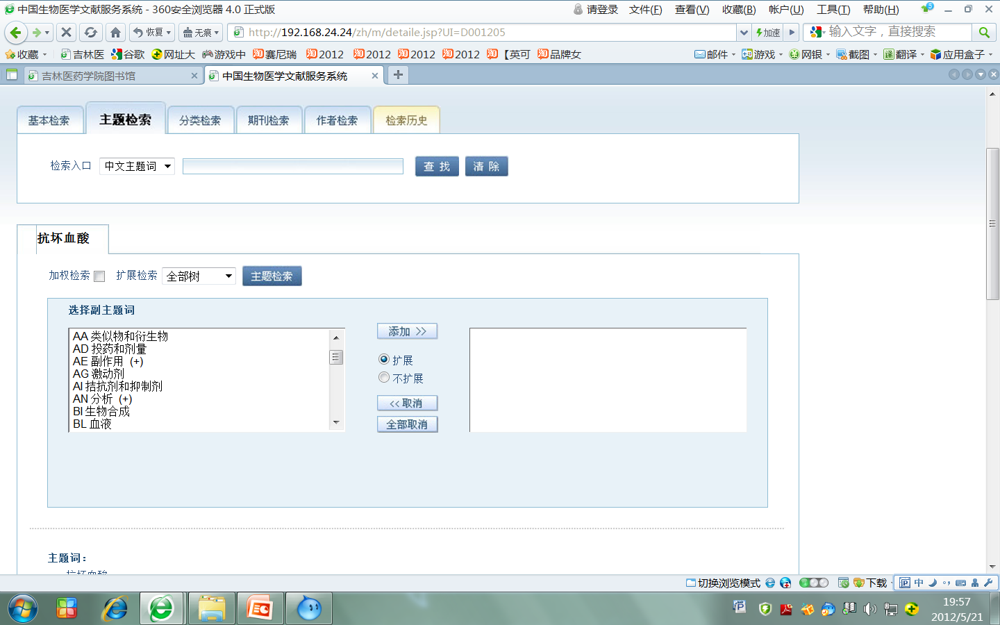 中国生物医学文献服务系统 - 360安全浏览器 4.0 正式版
请登录 文件(F) 查看(V) 收藏(B) 帐户(U) 工具(T) 帮助(H) 5
恢复 无痕 http://192.168.24.24/zh/m/detaile.jsp?UI=D001205 加速 输入文字，直接搜索
收藏 吉林医 谷歌 网址大 游戏中 淘 赛尼瑞 淘 2012 淘 2012 淘 2012 淘 2012 淘 【英可 淘 品牌女 邮件 游戏 网银 截图 译 翻译 应用盒子
吉林医药学院图书馆 中国生物医学文献服务系统
基本检索 主题检索 分类检索 期刊检索 作者检索 检索历史
检索入口 中文主题词 查 找 清 除
抗坏血酸
加权检索 扩展检索 全部树 主题检索
选择副主题词
AA 类似物和衍生物
AD 投药和剂量
AE 副作用 (+)
AG 激动剂
AI 拮抗剂和抑制剂
AN 分析 (+)
BI 生物合成
BL 血液
添加 >>
扩展
不扩展
<< 取消
全部取消
主题词：
抗坏血酸
切换浏览模式 下载 中
19:57
2012/5/21